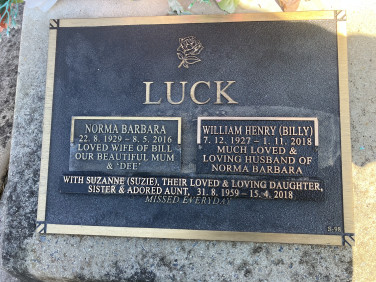 LUCK
NORMA BARBARA
22. 8. 1929 – 8. 5. 2016
LOVED WIFE OF BILL
OUR BEAUTIFUL MUM
& 'DEE'
WILLIAM HENRY (BILLY)
7. 12. 1927 – 1. 11. 2018
MUCH LOVED &
LOVING HUSBAND OF
NORMA BARBARA
WITH SUZANNE (SUZIE), THEIR LOVED & LOVING DAUGHTER,
SISTER & ADORED AUNT, 31. 8. 1959 – 15. 4. 2018
MISSED EVERYDAY
S-98